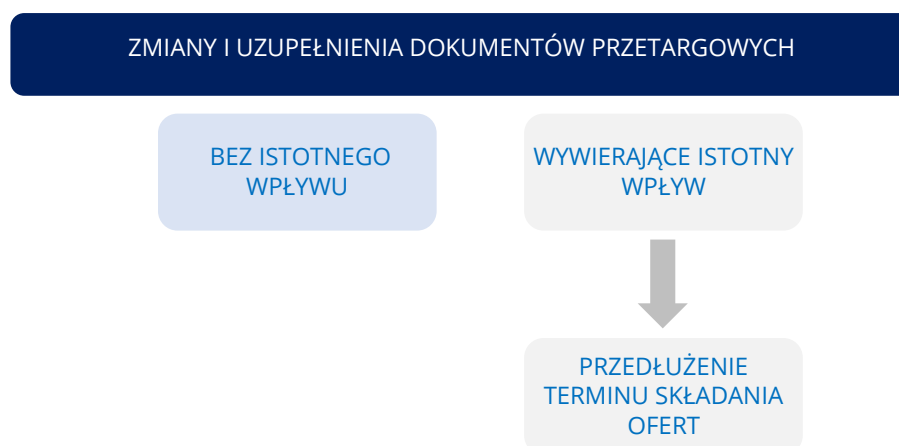 ZMIANY I UZUPEŁNIENIA DOKUMENTÓW PRZETARGOWYCH
BEZ ISTOTNEGO
WPŁYWU
WYWIERAJĄCE ISTOTNY
WPŁYW
PRZEDŁUŻENIE
TERMINU SKŁADANIA
OFERT